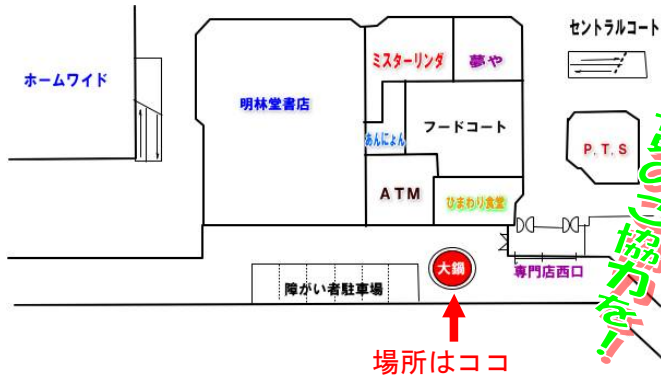 セントラルコート
ミスターリンダ
夢や
ホームワイド
明林堂書店
あんにょん
フードコート
P.T.S
ATM
ひまわり食堂
大鍋
専門店西口
障がい者駐車場
場所はココ
のご協力を!